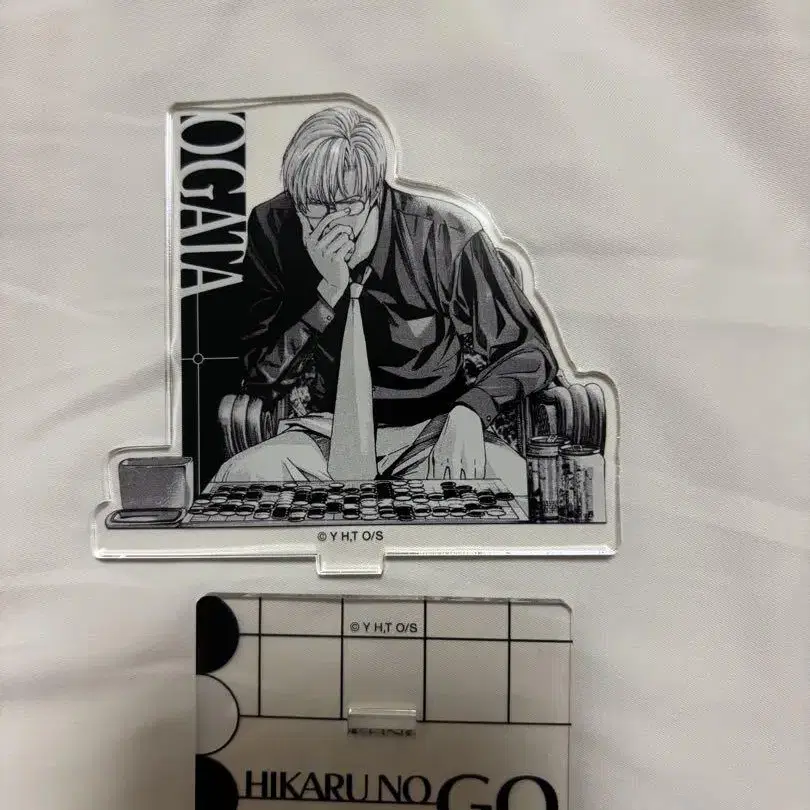 OGATA
© Y H,T O/S
© Y H,T O/S
HIKARU NO GO